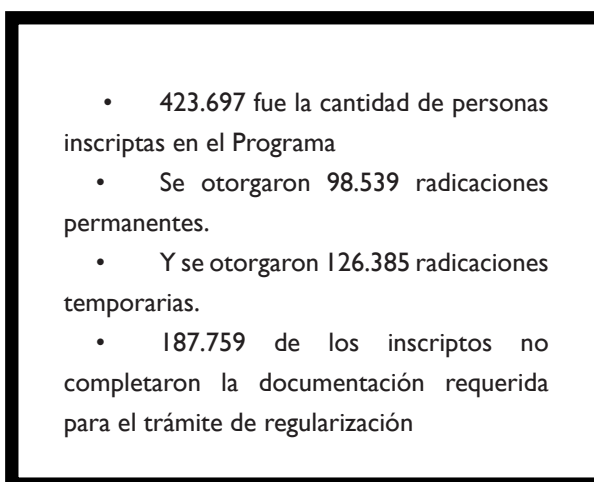 • 423.697 fue la cantidad de personas
inscriptas en el Programa
• Se otorgaron 98.539 radicaciones
permanentes.
• Y se otorgaron 126.385 radicaciones
temporarias.
• 187.759 de los inscriptos no
completaron la documentación requerida
para el trámite de regularización